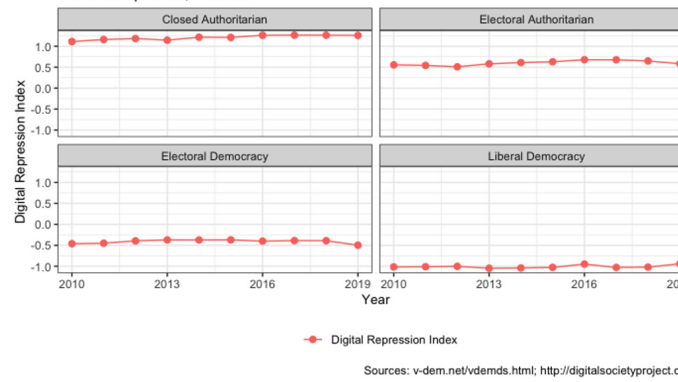 Closed Authoritarian
Electoral Authoritarian
1.0
0.5
0.0
-0.5
-1.0
Electoral Democracy
Liberal Democracy
1.0
0.5
0.0
-0.5
-1.0
Digital Repression Index
2010
2013
2016
2019
2010
2013
2016
Year
Digital Repression Index
Sources: v-dem.net/vdemds.html; http://digitalsocietyproject.